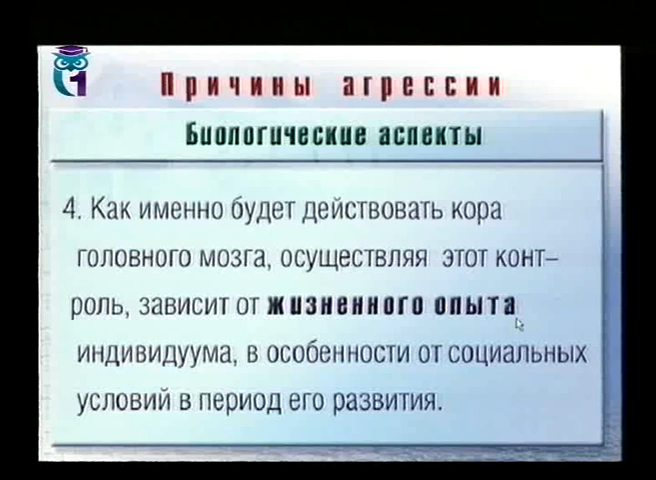 1
Причины агрессии
Биологические аспекты
4. Как именно будет действовать кора
головного мозга, осуществляя этот конт–
роль, зависит от жизненного опыта
индивидуума, в особенности от социальных
условий в период его развития.